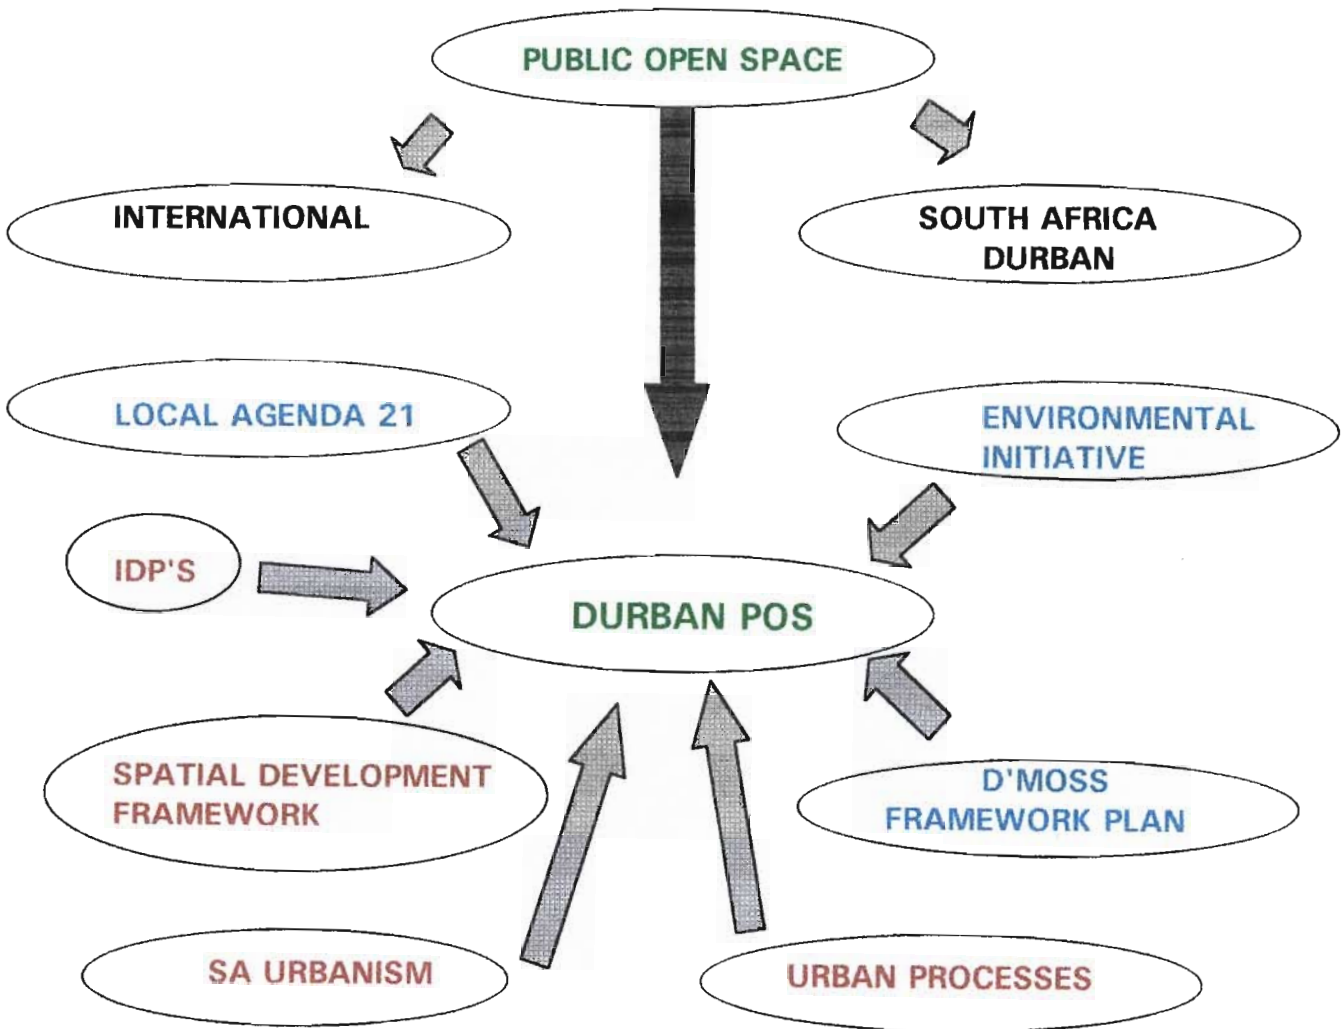 PUBLIC OPEN SPACE
INTERNATIONAL
SOUTH AFRICA
DURBAN
LOCAL AGENDA 21
ENVIRONMENTAL
INITIATIVE
IDP'S
DURBAN POS
SPATIAL DEVELOPMENT
FRAMEWORK
D'MOSS
FRAMEWORK PLAN
SA URBANISM
URBAN PROCESSES